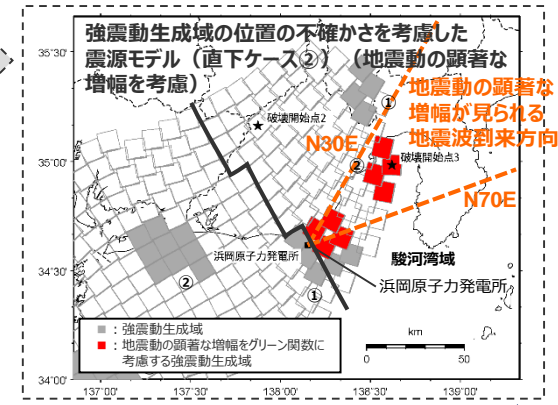 強震動生成域の位置の不確かさを考慮した
震源モデル（直下ケース②）（地震動の顕著な
増幅を考慮）
35°30'
35°00'
34°30'
34°00'
①
地震動の顕著な
増幅が見られる
地震波到来方向
破壊開始点2
N30E
②
破壊開始点3
N70E
駿河湾域
浜岡原子力発電所
浜岡原子力発電所
②
①
：強震動生成域
：地震動の顕著な増幅をグリーン関数に
考慮する強震動生成域
km
0 50
137°00' 137°30' 138°00' 138°30' 139°00'